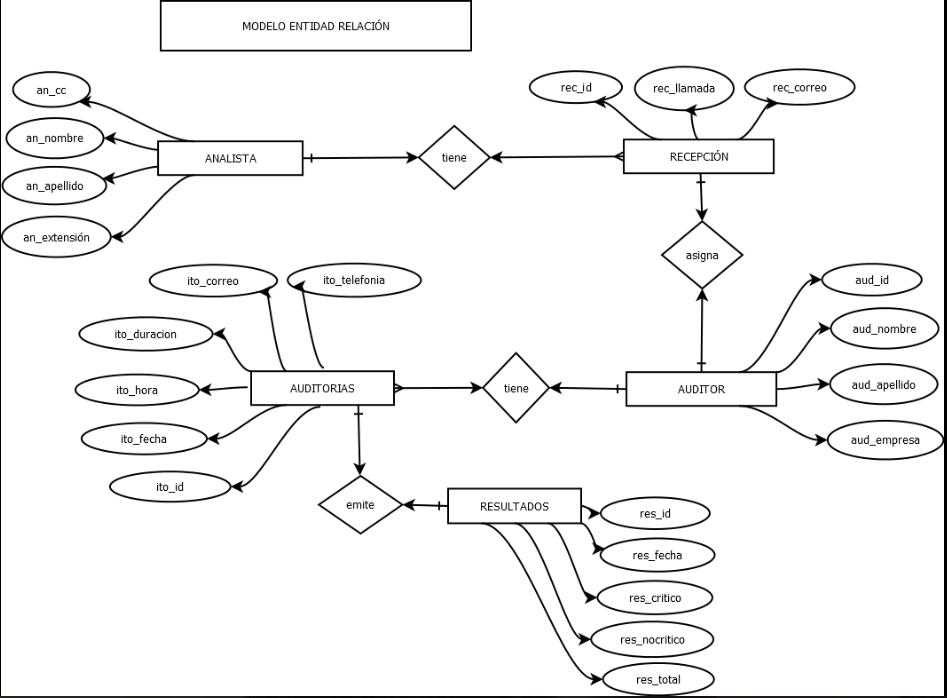 MODELO ENTIDAD RELACIÓN
an_cc
an_nombre
an_apellido
an_extensión
ANALISTA
tiene
rec_id
rec_llamada
rec_correo
RECEPCIÓN
asigna
ito_correo
ito_telefonia
ito_duracion
ito_hora
ito_fecha
ito_id
AUDITORIAS
tiene
AUDITOR
aud_id
aud_nombre
aud_apellido
aud_empresa
emite
RESULTADOS
res_id
res_fecha
res_critico
res_nocritico
res_total